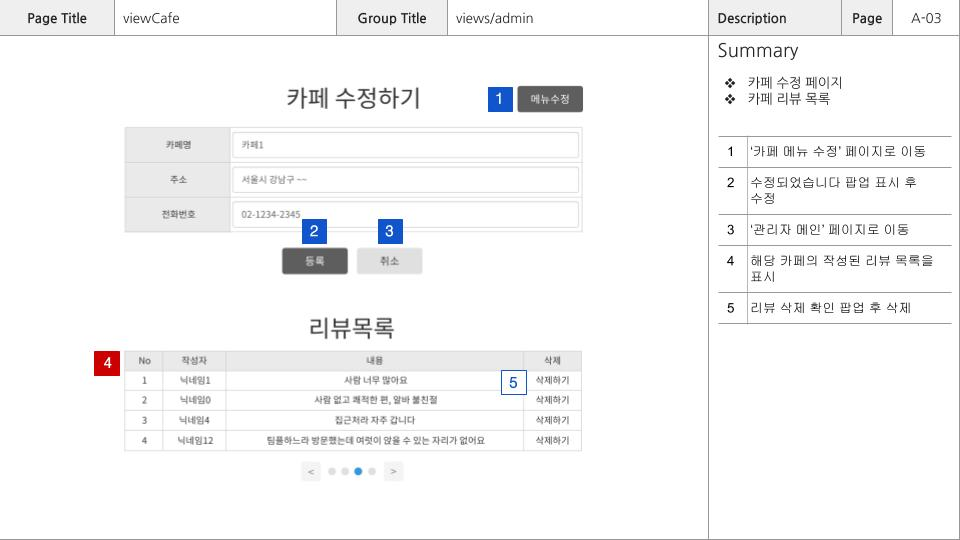 Page Title viewCafe Group Title views/admin Description Page A-03
Summary
❖ 카페 수정 페이지
❖ 카페 리뷰 목록
1 '카페 메뉴 수정' 페이지로 이동
2 수정되었습니다 팝업 표시 후
수정
3 '관리자 메인' 페이지로 이동
4 해당 카페의 작성된 리뷰 목록을
표시
5 리뷰 삭제 확인 팝업 후 삭제
카페 수정하기
1 메뉴수정
카페명 카페1
주소 서울시 강남구 ~~
전화번호 02-1234-2345
2 3
등록 취소
리뷰목록
4
No 작성자 내용 삭제
1 닉네임1 사람 너무 많아요 5 삭제하기
2 닉네임0 사람 없고 쾌적한 편, 알바 불친절 삭제하기
3 닉네임4 집근처라 자주 갑니다 삭제하기
4 닉네임12 팀플하느라 방문했는데 여럿이 앉을 수 있는 자리가 없어요 삭제하기
< >